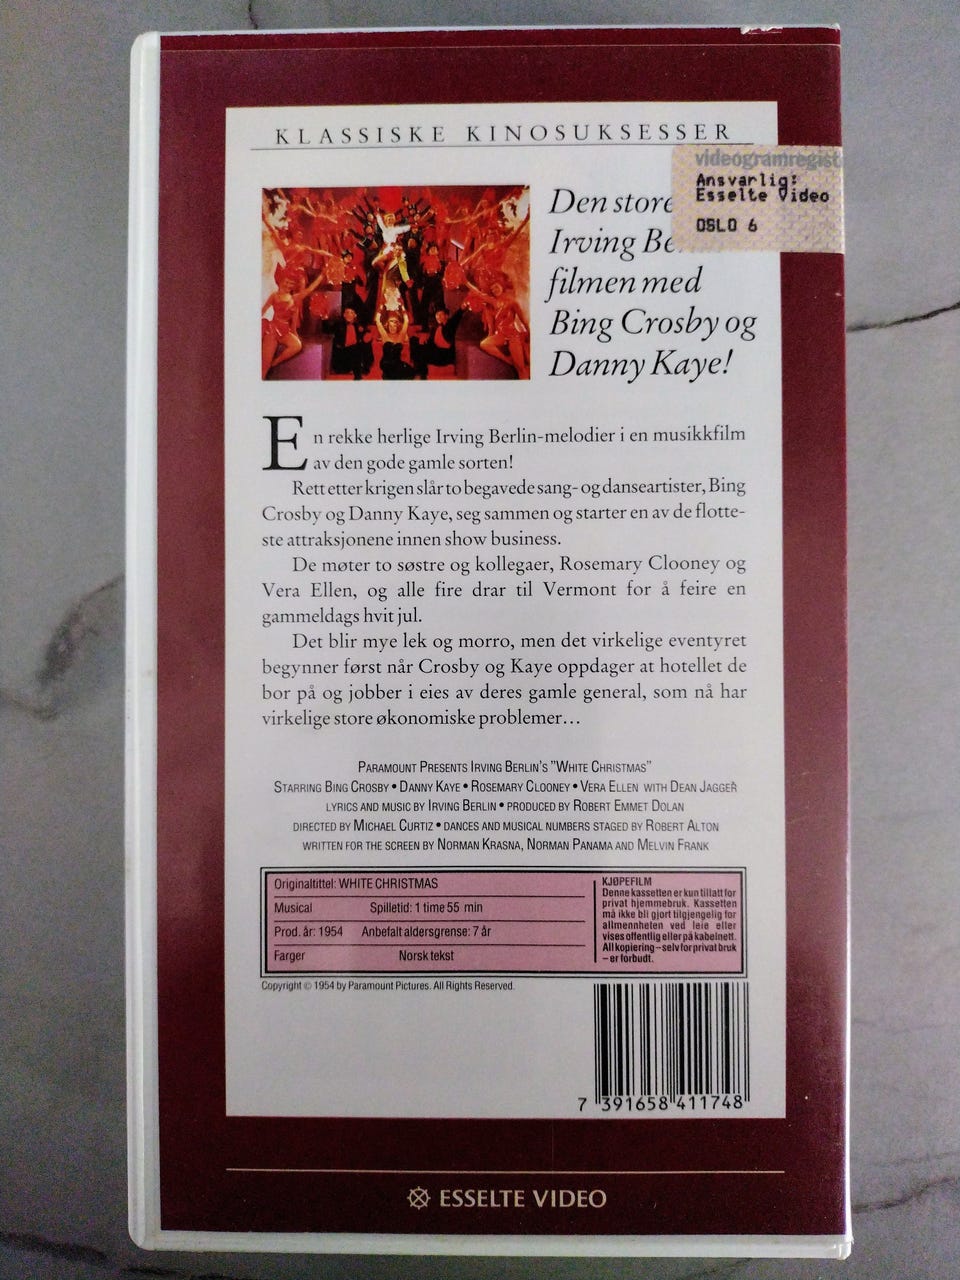 KLASSISKE KINOSUKSESSER
videogramregist
Ansvarlig:
Esselte Video
OSLO 6
Den store
Irving Be
filmen med
Bing Crosby og
Danny Kaye!
En rekke herlige Irving Berlin-melodier i en musikkfilm
av den gode gamle sorten!
Rett etter krigen slår to begavede sang- og danseartister, Bing
Crosby og Danny Kaye, seg sammen og starter en av de flotte-
ste attraksjonene innen show business.
De møter to søstre og kollegaer, Rosemary Clooney og
Vera Ellen, og alle fire drar til Vermont for å feire en
gammeldags hvit jul.
Det blir mye lek og morro, men det virkelige eventyret
begynner først når Crosby og Kaye oppdager at hotellet de
bor på og jobber i eies av deres gamle general, som nå har
virkelige store økonomiske problemer...
PARAMOUNT PRESENTS IRVING BERLIN'S "WHITE CHRISTMAS"
STARRING BING CROSBY • DANNY KAYE • ROSEMARY CLOONEY • VERA ELLEN WITH DEAN JAGGER
LYRICS AND MUSIC BY IRVING BERLIN • PRODUCED BY ROBERT EMMET DOLAN
DIRECTED BY MICHAEL CURTIZ • DANCES AND MUSICAL NUMBERS STAGED BY ROBERT ALTON
WRITTEN FOR THE SCREEN BY NORMAN KRASNA, NORMAN PANAMA AND MELVIN FRANK
Originaltittel: WHITE CHRISTMAS
Musical Spilletid: 1 time 55 min
Prod. år: 1954 Anbefalt aldersgrense: 7 år
Farger Norsk tekst
KJØPEFILM
Denne kassetten er kun tillatt for
privat hjemmebruk. Kassetten
må ikke bli gjort tilgjengelig for
allmennheten ved leie eller
vises offentlig eller på kabelnett.
All kopiering – selv for privat bruk
– er forbudt.
Copyright © 1954 by Paramount Pictures. All Rights Reserved.
7 391658 411748
ESSELTE VIDEO